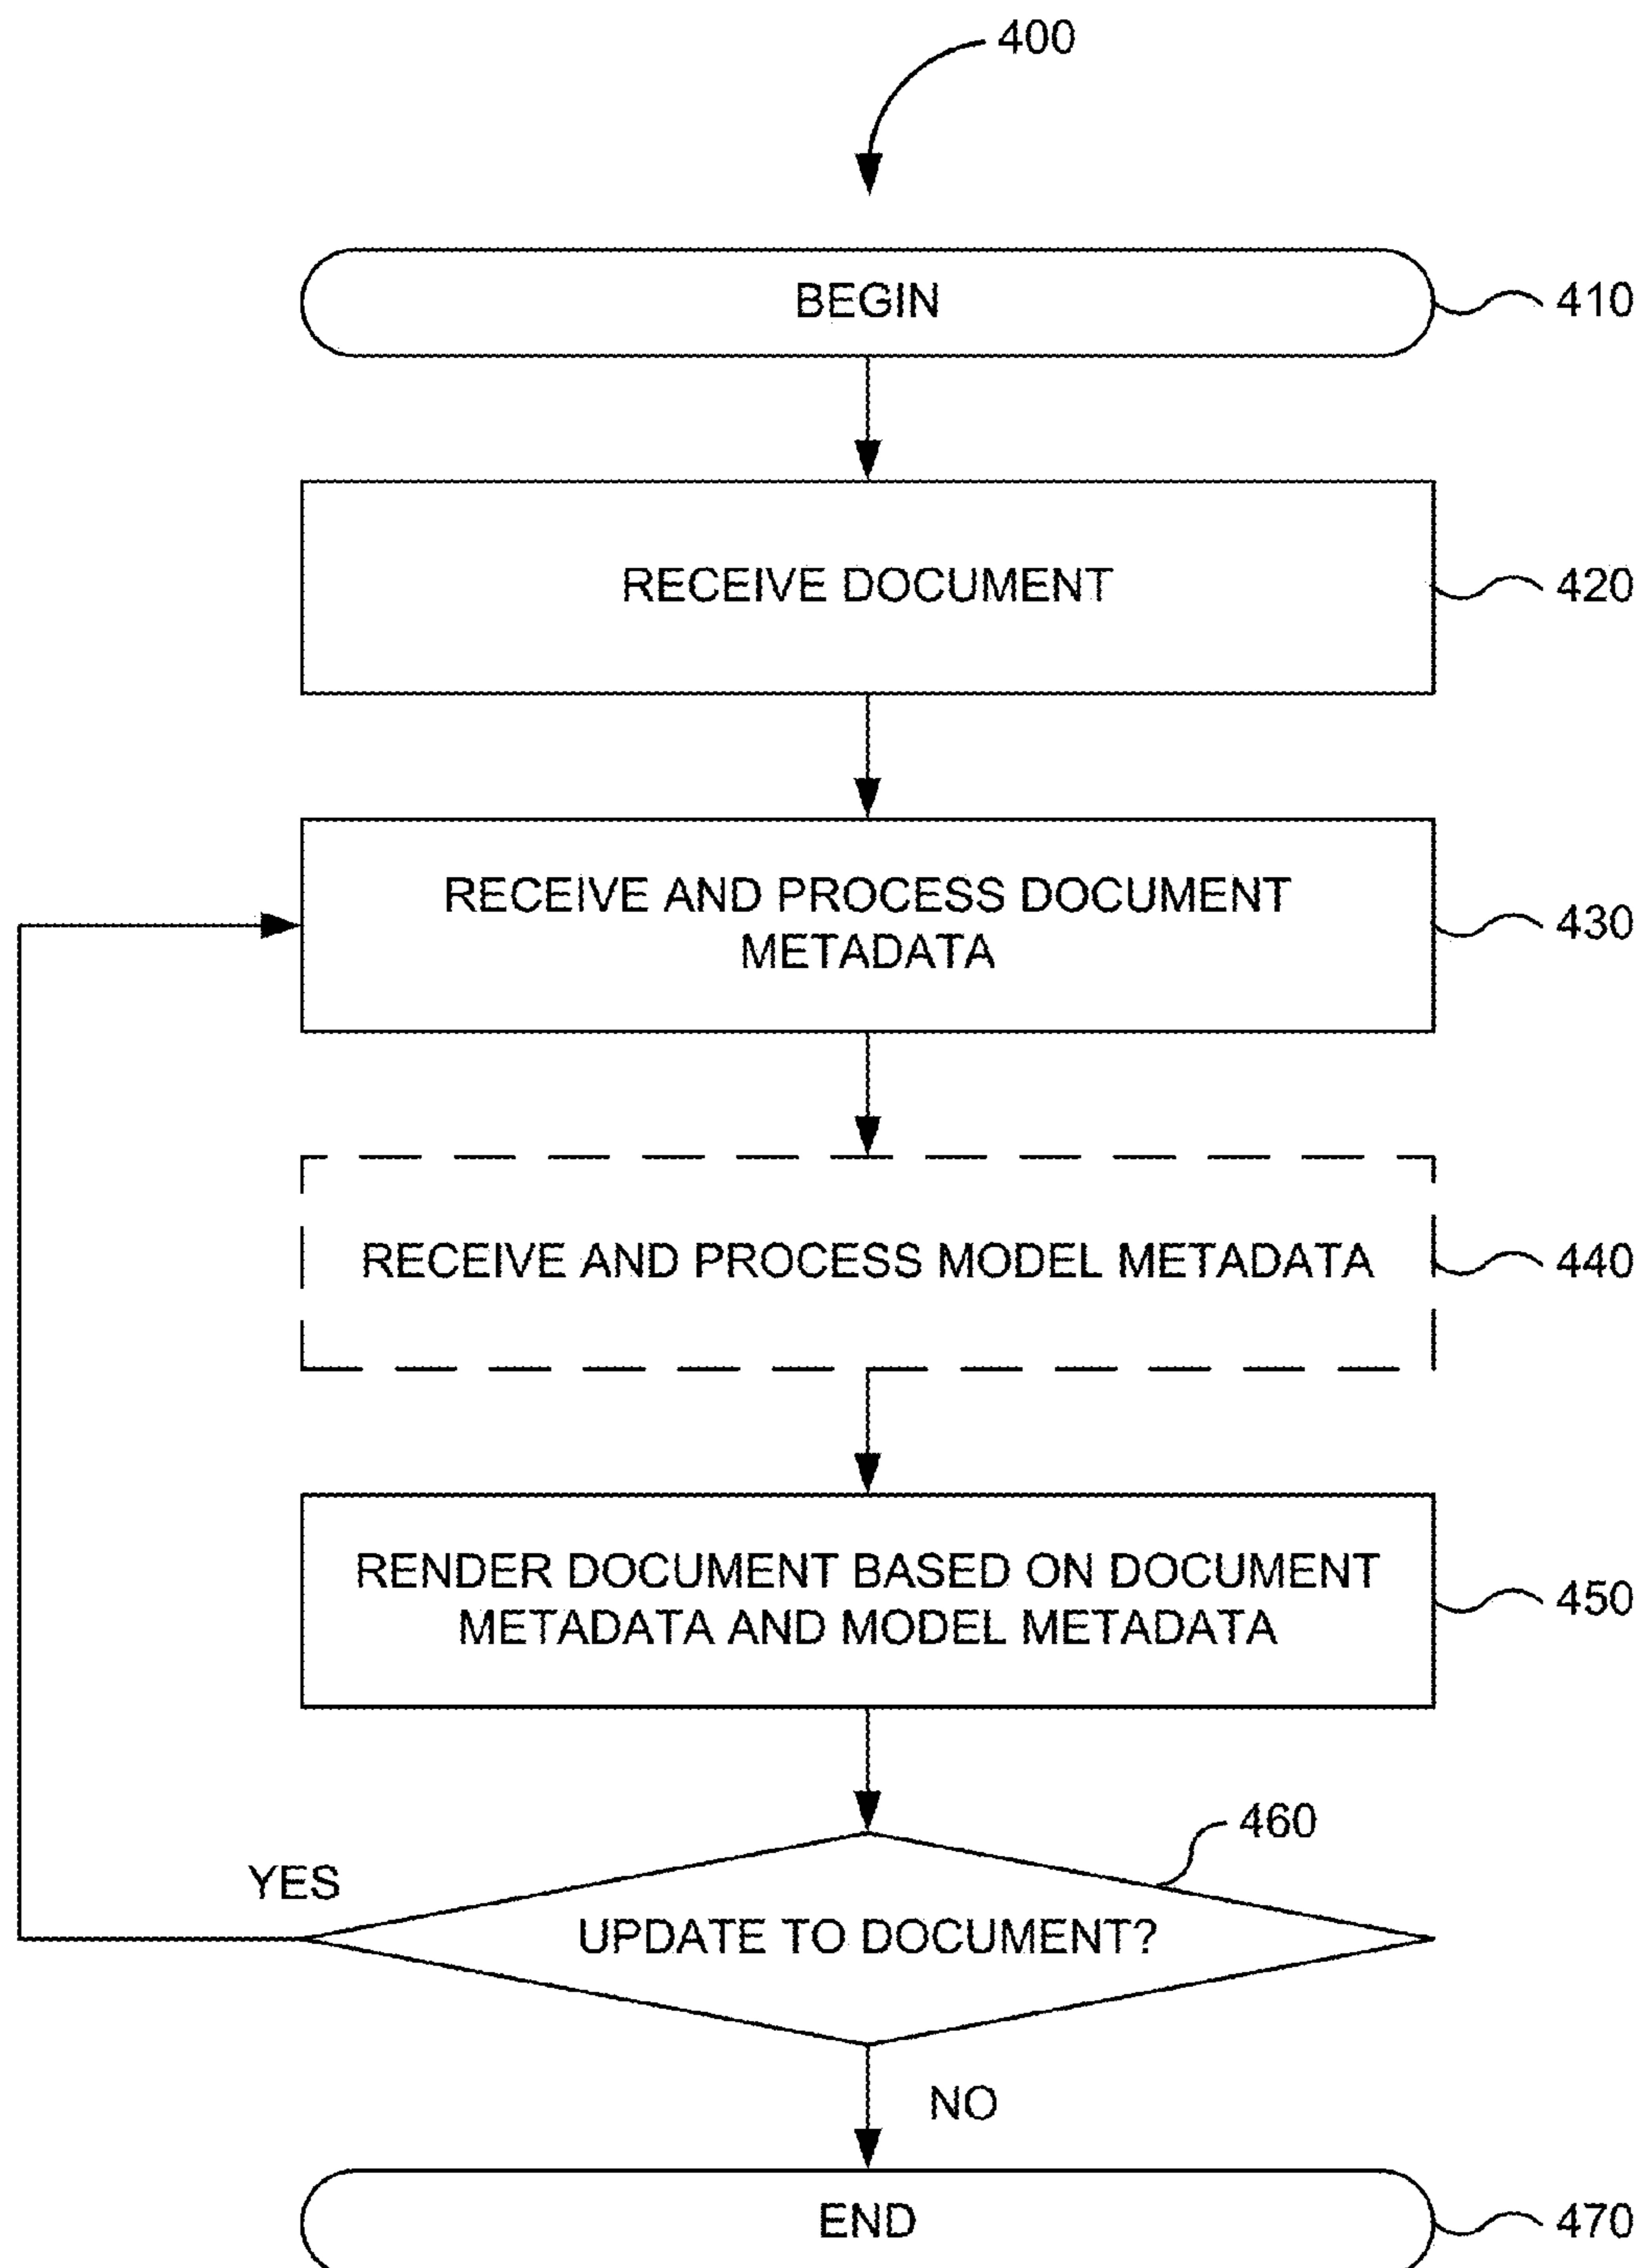 400
BEGIN
410
RECEIVE DOCUMENT
420
RECEIVE AND PROCESS DOCUMENT
METADATA
430
RECEIVE AND PROCESS MODEL METADATA
440
RENDER DOCUMENT BASED ON DOCUMENT
METADATA AND MODEL METADATA
450
460
YES
UPDATE TO DOCUMENT?
NO
END
470